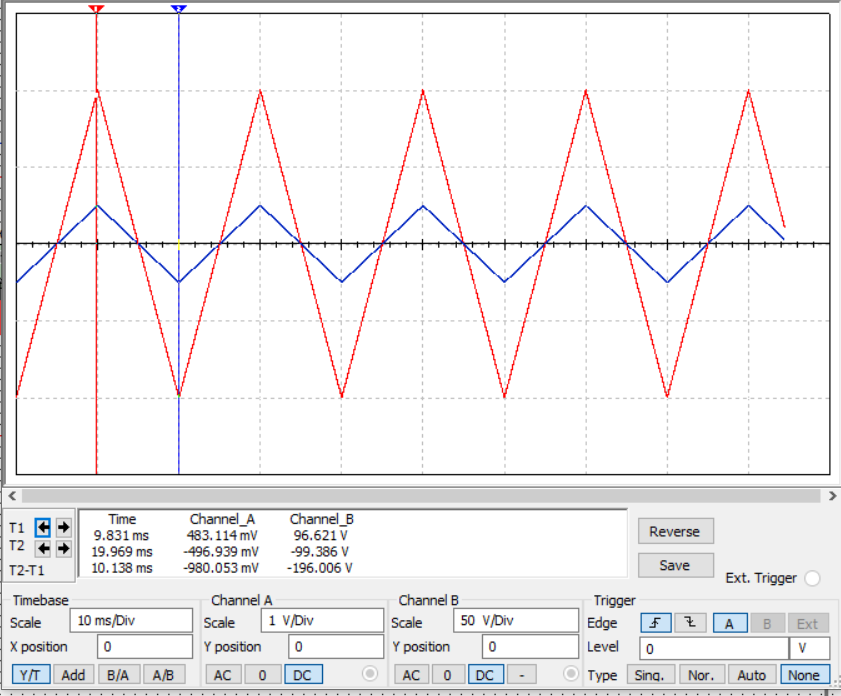 1 2
Time Channel_A Channel_B
T1 9.831 ms 483.114 mV 96.621 V
T2 19.969 ms -496.939 mV -99.386 V
T2-T1 10.138 ms -980.053 mV -196.006 V
Reverse
Save
Ext. Trigger
Timebase
Scale 10 ms/Div
X position 0
Y/T Add B/A A/B
Channel A
Scale 1 V/Div
Y position 0
AC 0 DC
Channel B
Scale 50 V/Div
Y position 0
AC 0 DC -
Trigger
Edge A B Ext
Level 0 V
Type Sing. Nor. Auto None